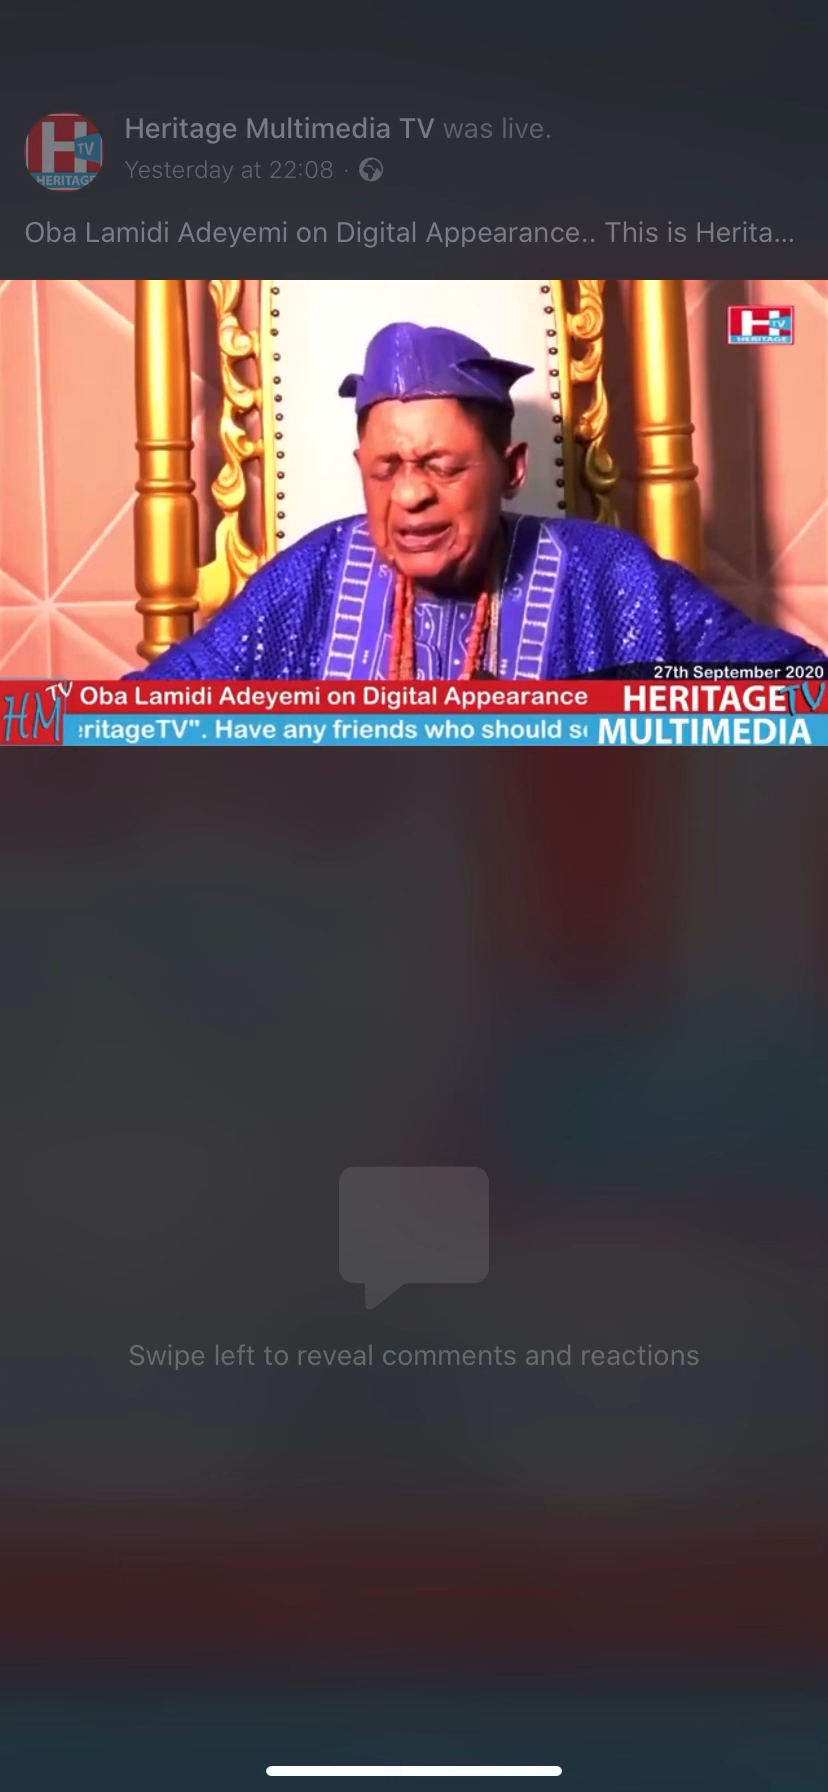 Heritage Multimedia TV was live.
Yesterday at 22:08 ·
Oba Lamidi Adeyemi on Digital Appearance.. This is Herita...
H TV
HERITAGE
27th September 2020
HM TV
Oba Lamidi Adeyemi on Digital Appearance
HERITAGE TV
ritageTV". Have any friends who should s
MULTIMEDIA
Swipe left to reveal comments and reactions